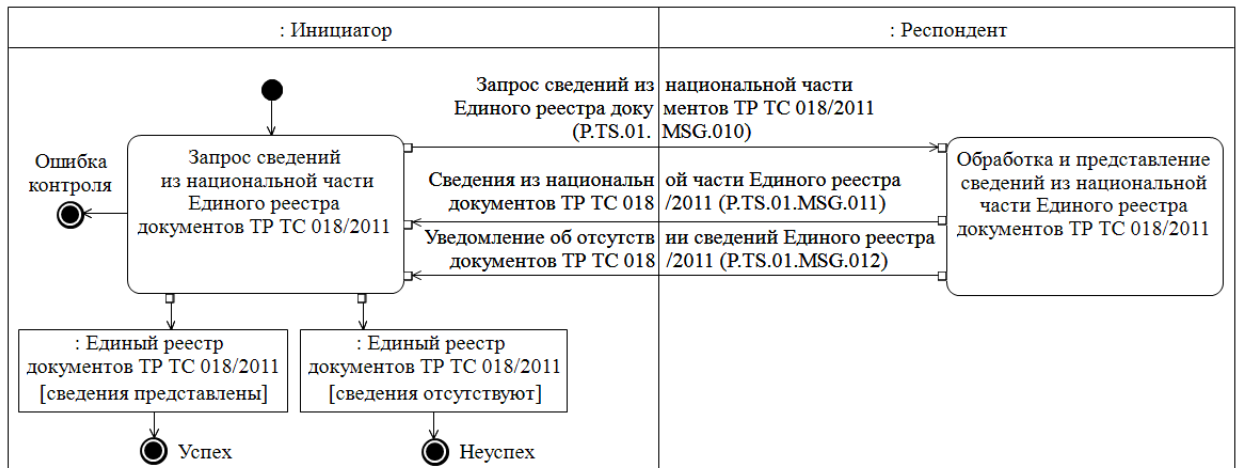 : Инициатор
: Респондент
Запрос сведений из национальной части
Единого реестра документов ТР ТС 018/2011
(P.TS.01. MSG.010)
Ошибка
контроля
Запрос сведений
из национальной части
Единого реестра
документов ТР ТС 018/2011
Сведения из национальной части Единого реестра
документов ТР ТС 018/2011 (P.TS.01.MSG.011)
Уведомление об отсутствии сведений Единого реестра
документов ТР ТС 018/2011 (P.TS.01.MSG.012)
Обработка и представление
сведений из национальной
части Единого реестра
документов ТР ТС 018/2011
: Единый реестр
документов ТР ТС 018/2011
[сведения представлены]
: Единый реестр
документов ТР ТС 018/2011
[сведения отсутствуют]
Успех
Неуспех